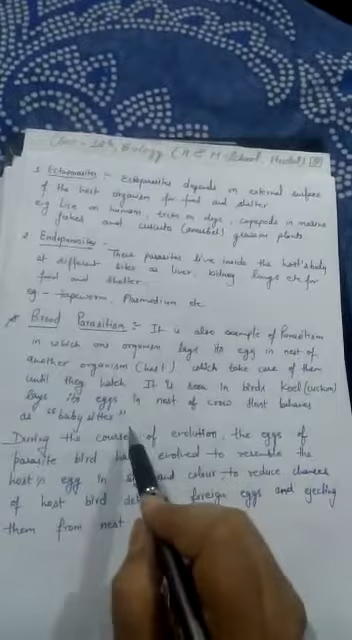 Class - 12th, Biology (R E M School,
1. Ectoparasites :- Ectoparasites depends on external surface
of the host organism for food and shelter
e.g Lice on humans, ticks on dogs, copepods in marine
fishes and cuscuta (amarbel) green plants
2. Endoparasites - These parasites live inside the host's body
at different sites as liver, kidney lungs etc for
food and shelter.
eg - Tapeworm, Plasmodium etc
* Brood Parasitism :- It is also example of Parasitism
in which one organism lays its egg in nest of
another organism (host) which take care of them
until they hatch. It is seen in birds Koel (cuckoo)
lays its eggs in nest of crow that behaves
as "baby sitter"
During the course of evolution, the eggs of
parasite bird have evolved to resemble the
host's egg in and colour to reduce chances
of host bird foreign eggs and ejecting
them from nest